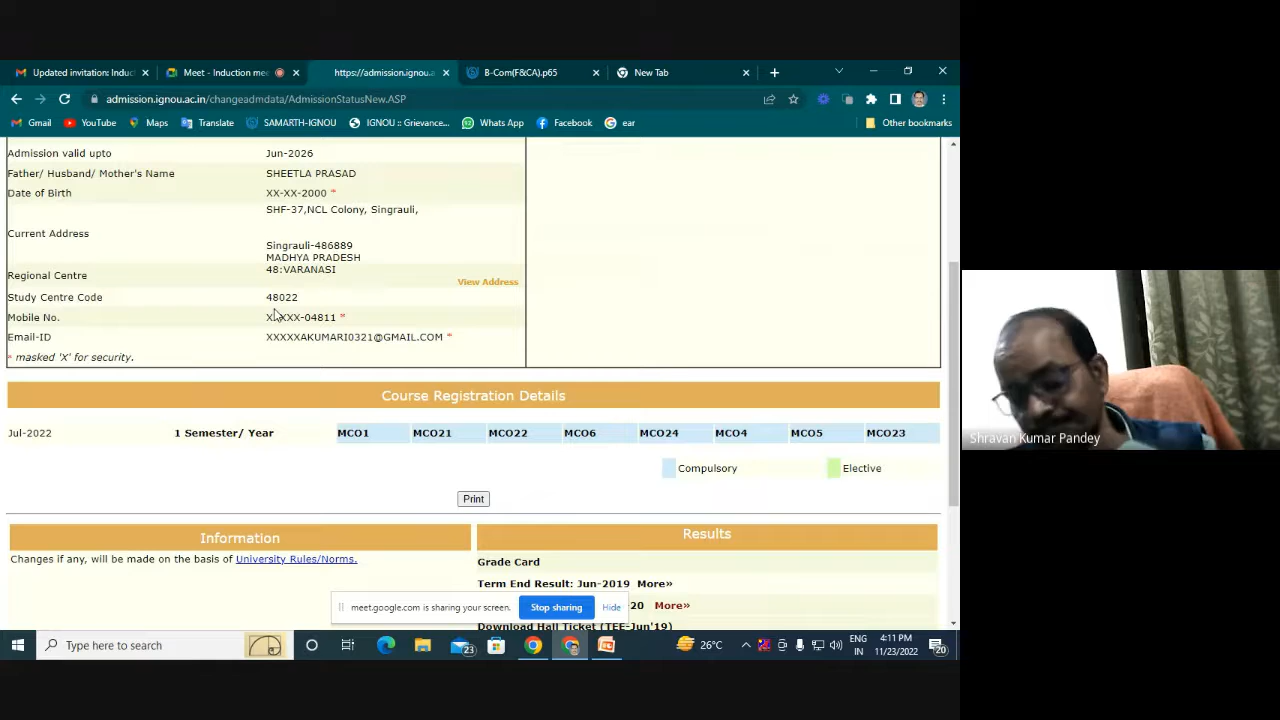 Updated invitation: Induc
Meet - Induction me
https://admission.ignou.a
B-Com(F&CA).p65
New Tab
admission.ignou.ac.in/changeadmdata/AdmissionStatusNew.ASP
Gmail
YouTube
Maps
Translate
SAMARTH-IGNOU
IGNOU :: Grievance...
Whats App
Facebook
ear
Other bookmarks
Admission valid upto Jun-2026
Father/ Husband/ Mother's Name SHEETLA PRASAD
Date of Birth XX-XX-2000 *
SHF-37,NCL Colony, Singrauli,
Current Address
Singrauli-486889
MADHYA PRADESH
Regional Centre 48:VARANASI
View Address
Study Centre Code 48022
Mobile No. XXXXX-04811 *
Email-ID XXXXXAKUMARI0321@GMAIL.COM *
* masked 'X' for security.
Course Registration Details
Jul-2022 1 Semester/ Year MCO1 MCO21 MCO22 MCO6 MCO24 MCO4 MCO5 MCO23
Compulsory Elective
Print
Information
Changes if any, will be made on the basis of University Rules/Norms.
Results
Grade Card
Term End Result: Jun-2019 More»
20 More»
Download Hall Ticket (TEE-Jun'19)
meet.google.com is sharing your screen. Stop sharing Hide
Shravan Kumar Pandey
Type here to search
23
26°C
ENG
IN
4:11 PM
11/23/2022
20